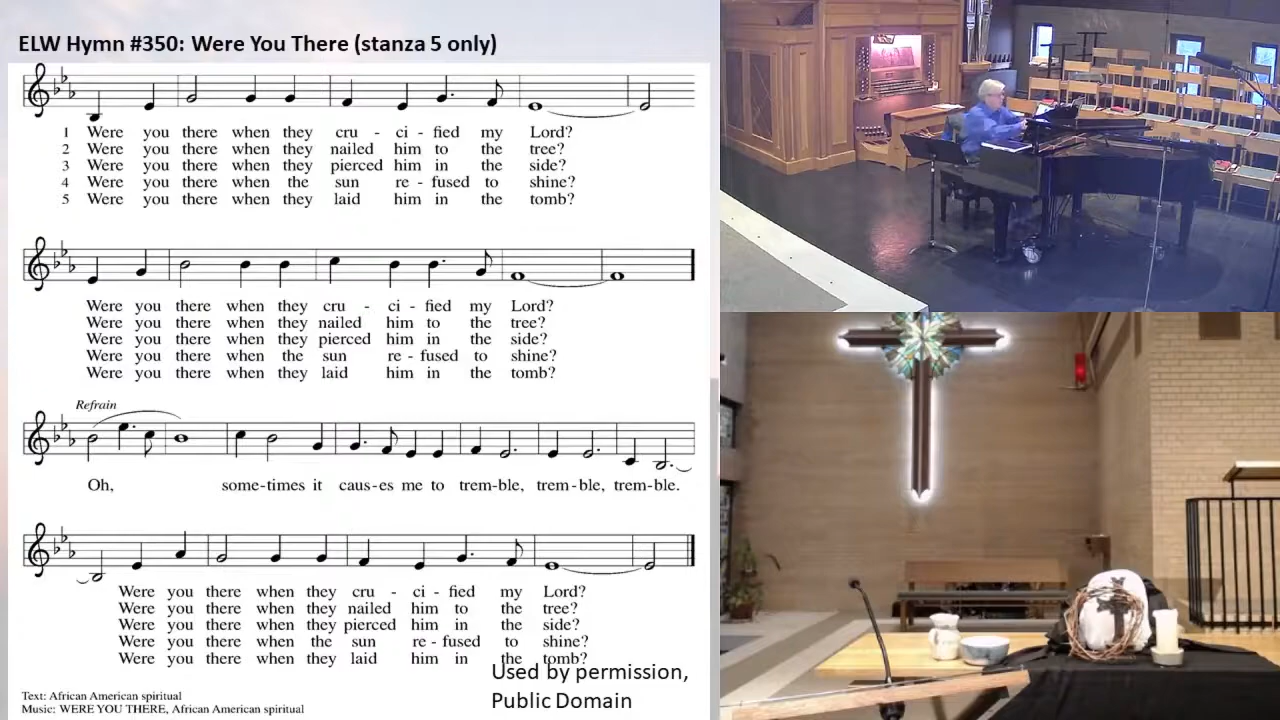 ELW Hymn #350: Were You There (stanza 5 only)
1 Were you there when they cru - ci - fied my Lord?
2 Were you there when they nailed him to the tree?
3 Were you there when they pierced him in the side?
4 Were you there when the sun re - fused to shine?
5 Were you there when they laid him in the tomb?
Were you there when they cru - ci - fied my Lord?
Were you there when they nailed him to the tree?
Were you there when they pierced him in the side?
Were you there when the sun re - fused to shine?
Were you there when they laid him in the tomb?
Refrain
Oh, some-times it caus-es me to trem-ble, trem-ble, trem-ble.
Were you there when they cru - ci - fied my Lord?
Were you there when they nailed him to the tree?
Were you there when they pierced him in the side?
Were you there when the sun re - fused to shine?
Were you there when they laid him in the tomb?
Used by permission,
Public Domain
Text: African American spiritual
Music: WERE YOU THERE, African American spiritual